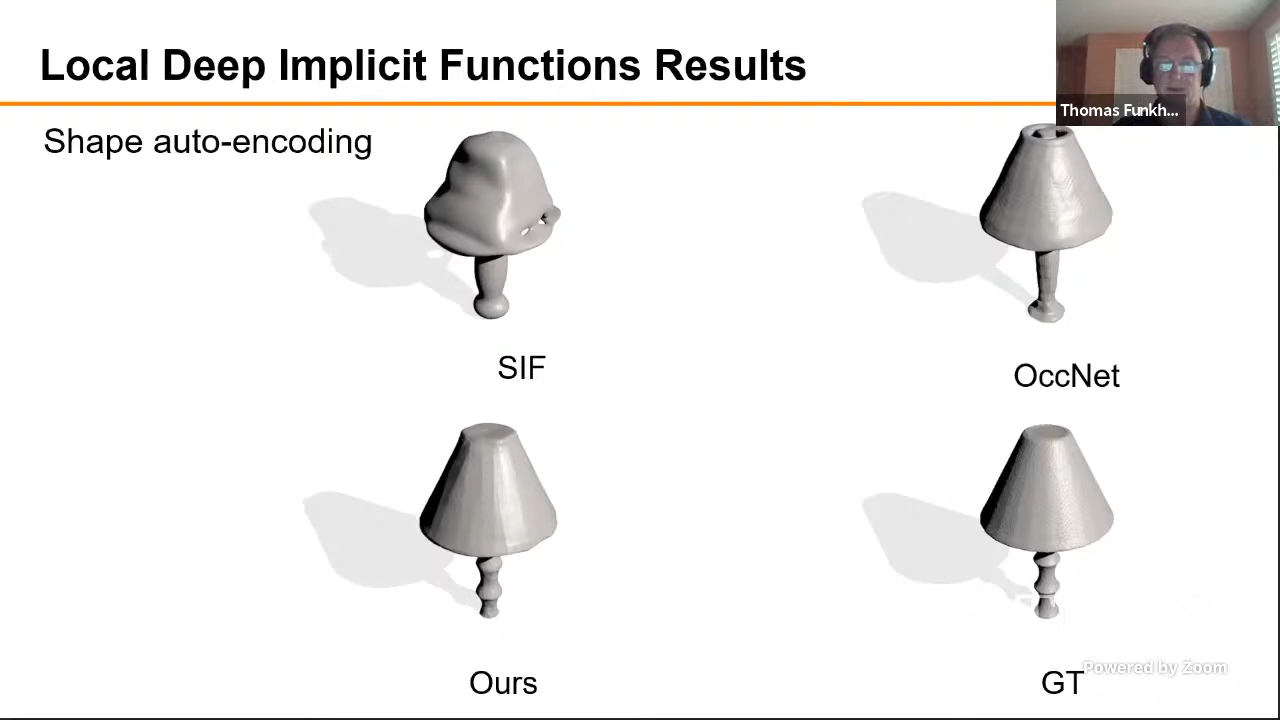 Local Deep Implicit Functions Results
Thomas Funkh...
Shape auto-encoding
SIF
OccNet
Ours
GT
Powered by Zoom